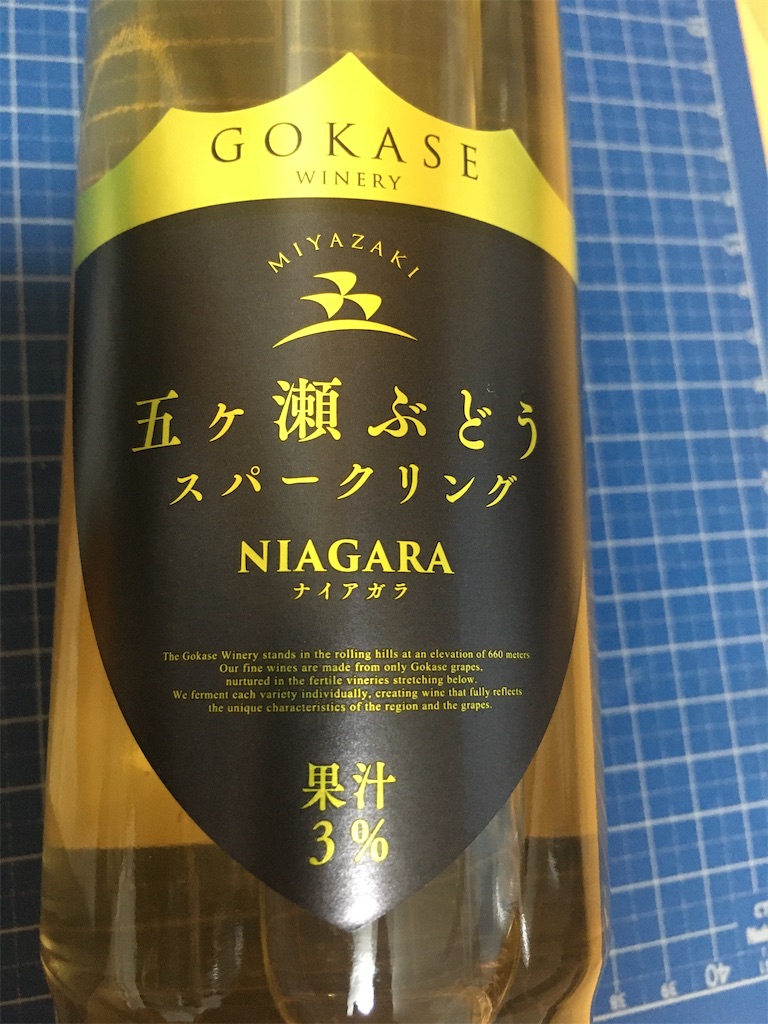 GOKASE
WINERY
MIYAZAKI
五ヶ瀬ぶどう
スパークリング
NIAGARA
ナイアガラ
The Gokase Winery stands in the rolling hills at an elevation of 660 meters.
Our fine wines are made from only Gokase grapes,
nurtured in the fertile vineries stretching below.
We ferment each variety individually, creating wine that fully reflects
the unique characteristics of the region and the grapes.
果汁
3%
40
38